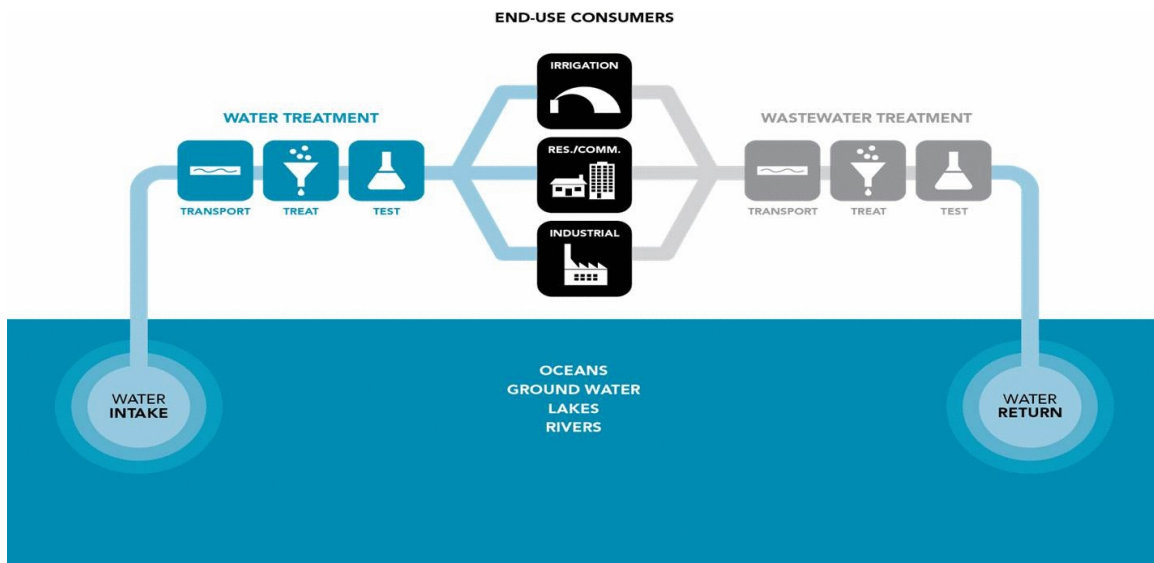 END-USE CONSUMERS
IRRIGATION
WATER TREATMENT
WASTEWATER TREATMENT
RES./COMM.
TRANSPORT
TREAT
TEST
TRANSPORT
TREAT
TEST
INDUSTRIAL
OCEANS
GROUND WATER
LAKES
RIVERS
WATER
INTAKE
WATER
RETURN